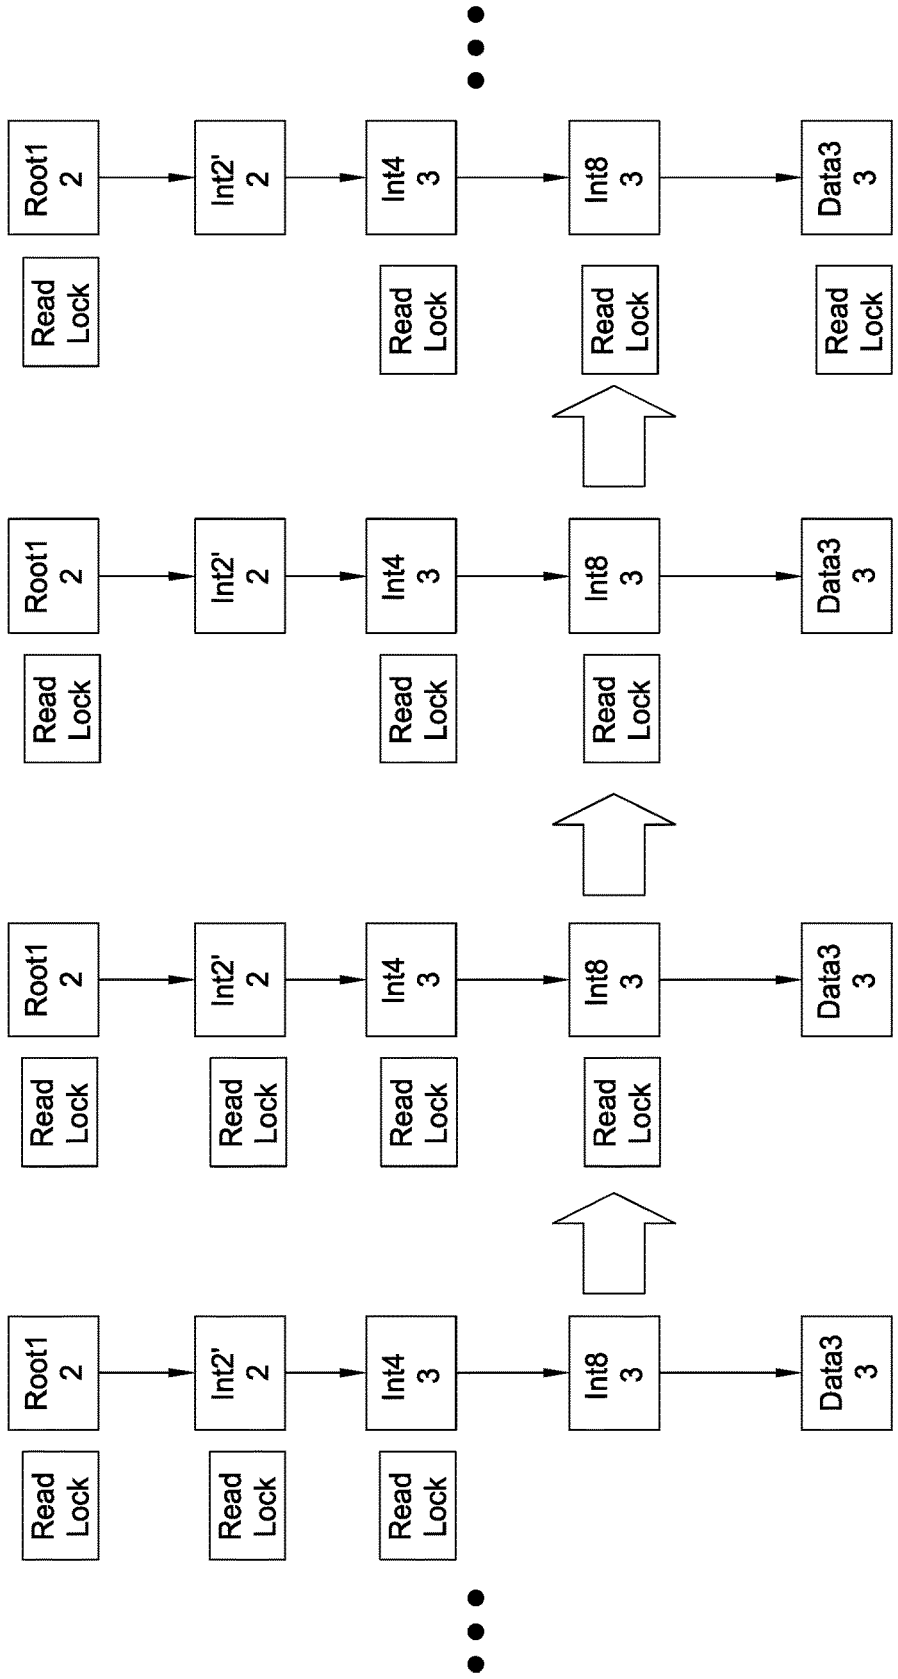 Read
Lock
Root1
2
Read
Lock
Int2'
2
Read
Lock
Int4
3
Int8
3
Data3
3
Read
Lock
Root1
2
Read
Lock
Int2'
2
Read
Lock
Int4
3
Read
Lock
Int8
3
Data3
3
Read
Lock
Root1
2
Int2'
2
Read
Lock
Int4
3
Read
Lock
Int8
3
Data3
3
Read
Lock
Root1
2
Int2'
2
Read
Lock
Int4
3
Read
Lock
Int8
3
Read
Lock
Data3
3